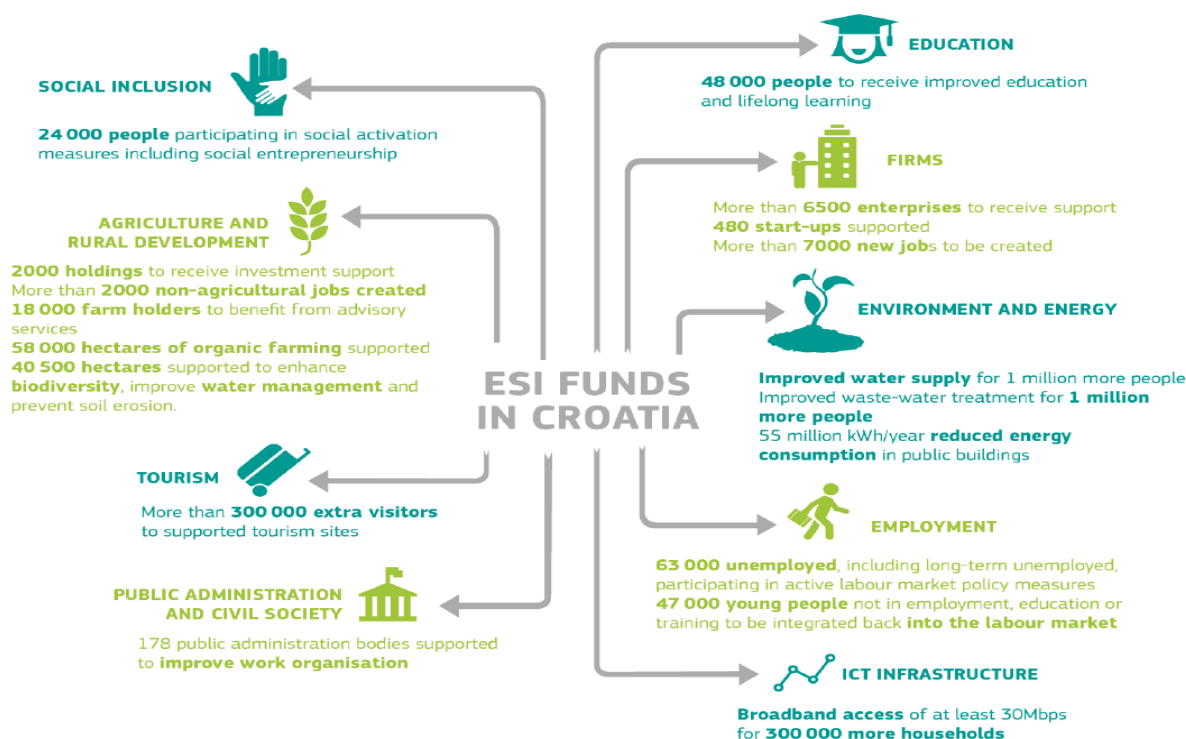 SOCIAL INCLUSION
24 000 people participating in social activation
measures including social entrepreneurship
AGRICULTURE AND
RURAL DEVELOPMENT
2000 holdings to receive investment support
More than 2000 non-agricultural jobs created
18 000 farm holders to benefit from advisory
services
58 000 hectares of organic farming supported
40 500 hectares supported to enhance
biodiversity, improve water management and
prevent soil erosion.
TOURISM
More than 300 000 extra visitors
to supported tourism sites
PUBLIC ADMINISTRATION
AND CIVIL SOCIETY
178 public administration bodies supported
to improve work organisation
ESI FUNDS
IN CROATIA
EDUCATION
48 000 people to receive improved education
and lifelong learning
FIRMS
More than 6500 enterprises to receive support
480 start-ups supported
More than 7000 new jobs to be created
ENVIRONMENT AND ENERGY
Improved water supply for 1 million more people
Improved waste-water treatment for 1 million
more people
55 million kWh/year reduced energy
consumption in public buildings
EMPLOYMENT
63 000 unemployed, including long-term unemployed,
participating in active labour market policy measures
47 000 young people not in employment, education or
training to be integrated back into the labour market
ICT INFRASTRUCTURE
Broadband access of at least 30Mbps
for 300 000 more households